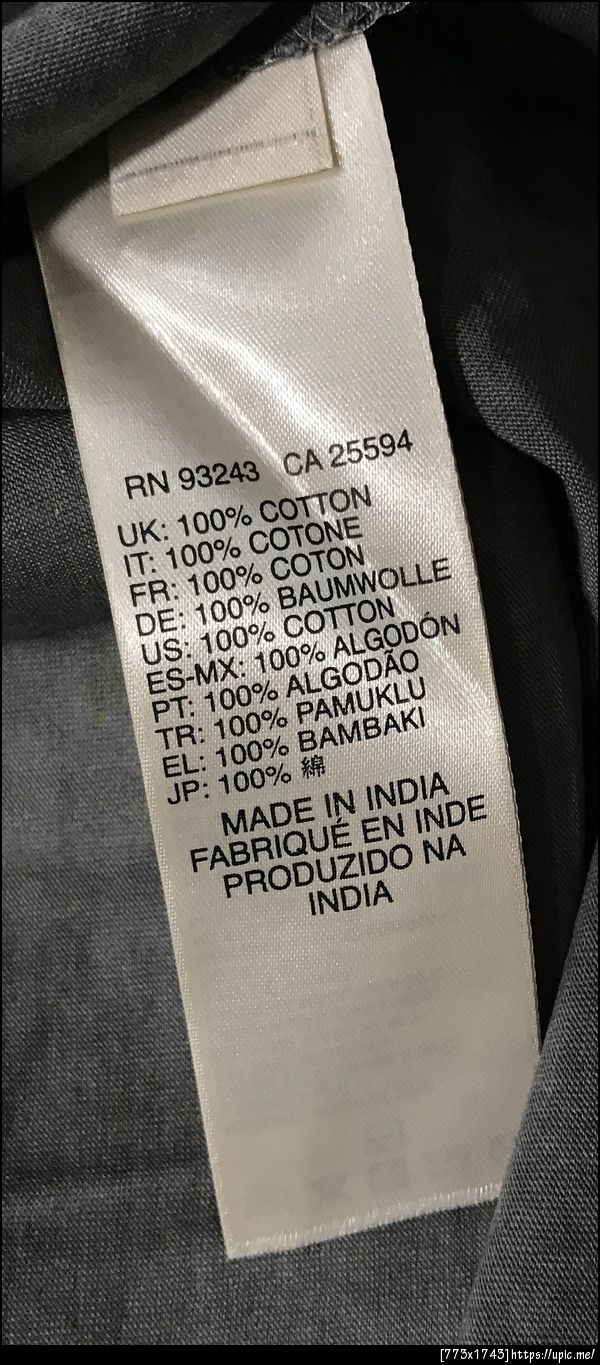 RN 93243 CA 25594
UK: 100% COTTON
IT: 100% COTONE
FR: 100% COTON
DE: 100% BAUMWOLLE
US: 100% COTTON
ES-MX: 100% ALGODÓN
PT: 100% ALGODÃO
TR: 100% PAMUKLU
EL: 100% BAMBAKI
JP: 100% 綿
MADE IN INDIA
FABRIQUÉ EN INDE
PRODUZIDO NA
INDIA
[773x1743]https://upic.me/